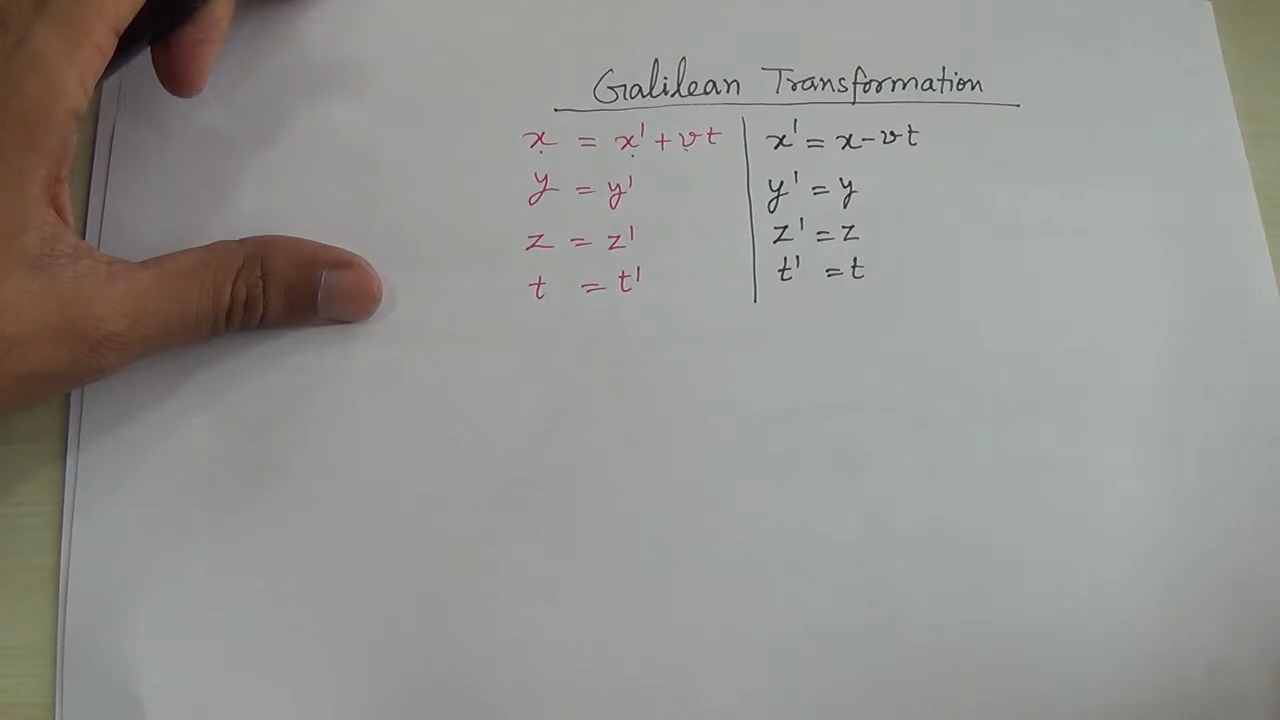 Galilean Transformation
x = x' + vt | x' = x - vt
y = y' | y' = y
z = z' | z' = z
t = t' | t' = t